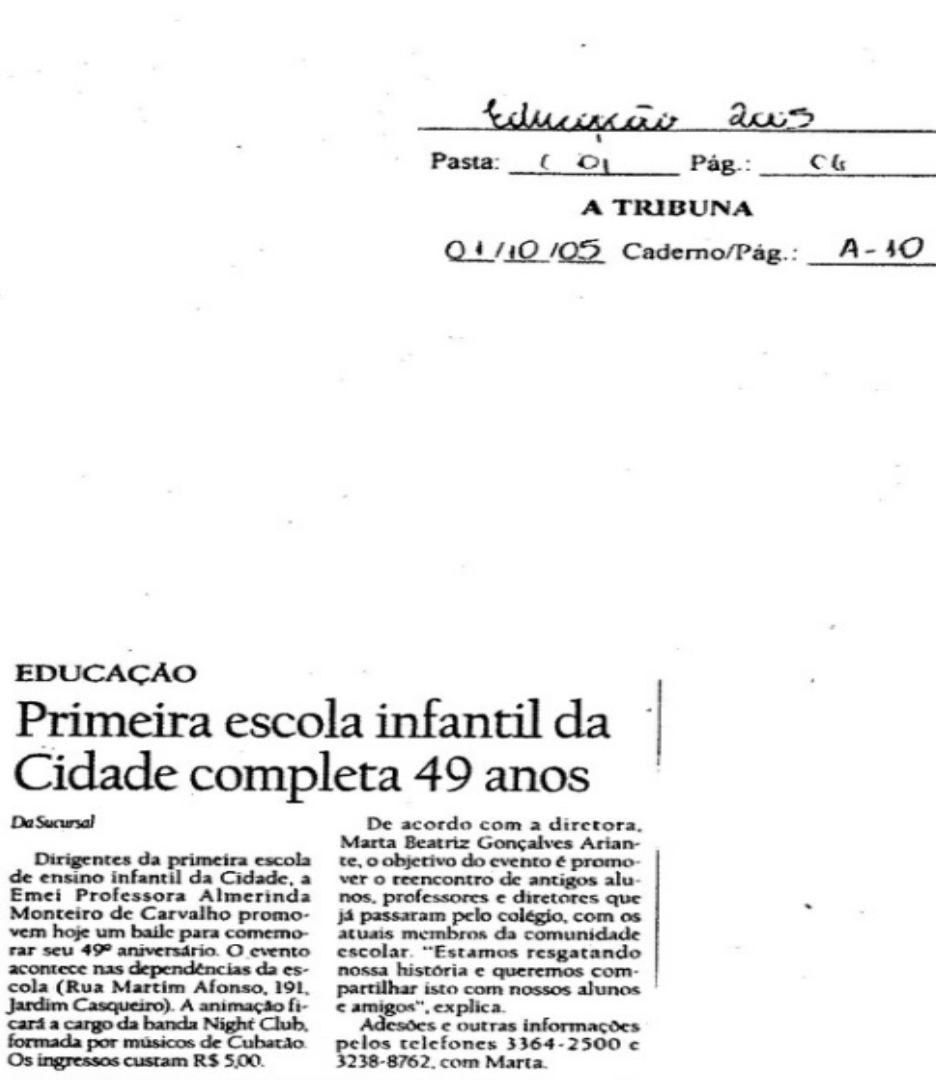 Educação 2005
Pasta: 01 Pág.:
A TRIBUNA
01/10/05 Caderno/Pág.: A-10
EDUCAÇÃO
Primeira escola infantil da
Cidade completa 49 anos
Da Sucursal
Dirigentes da primeira escola
de ensino infantil da Cidade, a
Emei Professora Almerinda
Monteiro de Carvalho promo-
vem hoje um baile para comemo-
rar seu 49º aniversário. O evento
acontece nas dependências da es-
cola (Rua Martim Afonso, 191,
Jardim Casqueiro). A animação fi-
cará a cargo da banda Night Club,
formada por músicos de Cubatão.
Os ingressos custam R$ 5,00.
De acordo com a diretora,
Marta Beatriz Gonçalves Arian-
te, o objetivo do evento é promo-
ver o reencontro de antigos alu-
nos, professores e diretores que
já passaram pelo colégio, com os
atuais membros da comunidade
escolar. “Estamos resgatando
nossa história e queremos com-
partilhar isto com nossos alunos
e amigos”, explica.
Adesões e outras informações
pelos telefones 3364-2500 e
3238-8762, com Marta.